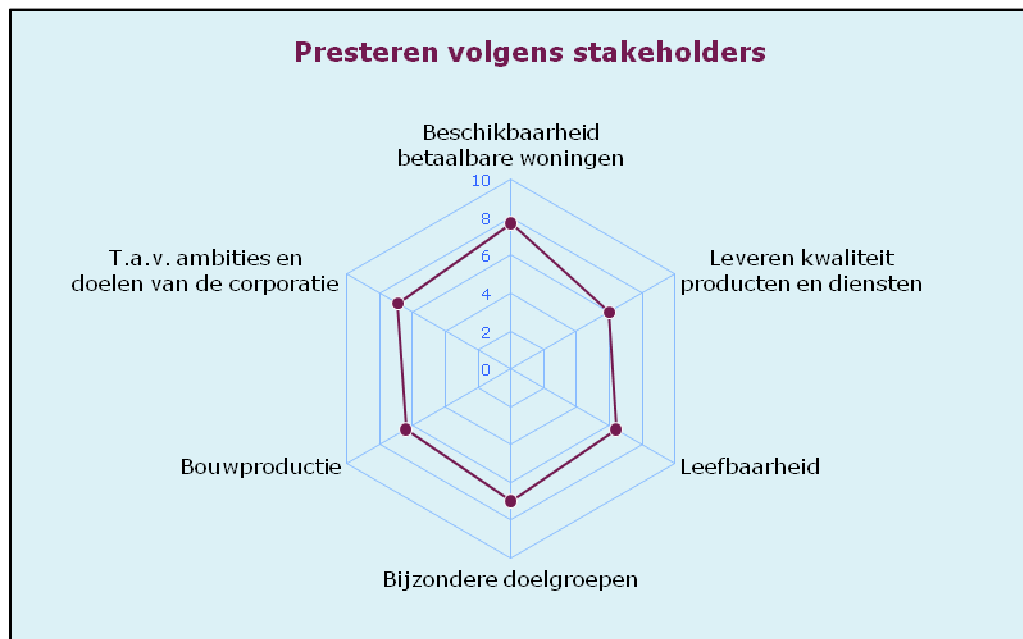 Presteren volgens stakeholders
Beschikbaarheid
betaalbare woningen
10
8
6
4
2
0
T.a.v. ambities en
doelen van de corporatie
Leveren kwaliteit
producten en diensten
Bouwproductie
Leefbaarheid
Bijzondere doelgroepen